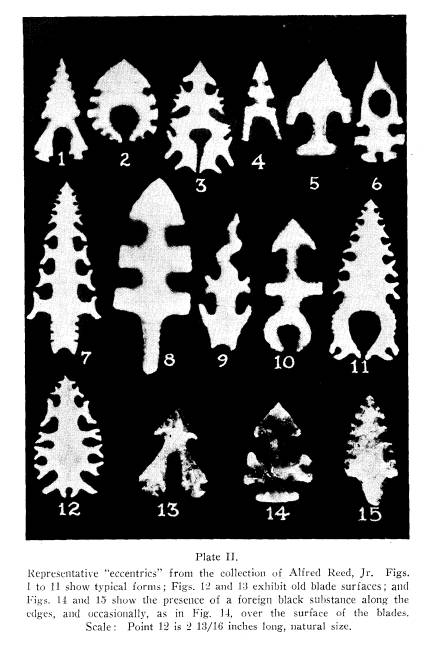 1 2 3 4 5 6
7 8 9 10 11
12 13 14 15
Plate II.
Representative "eccentrics" from the collection of Alfred Reed, Jr. Figs.
1 to 11 show typical forms; Figs. 12 and 13 exhibit old blade surfaces; and
Figs. 14 and 15 show the presence of a foreign black substance along the
edges, and occasionally, as in Fig. 14, over the surface of the blades.
Scale: Point 12 is 2 13/16 inches long, natural size.